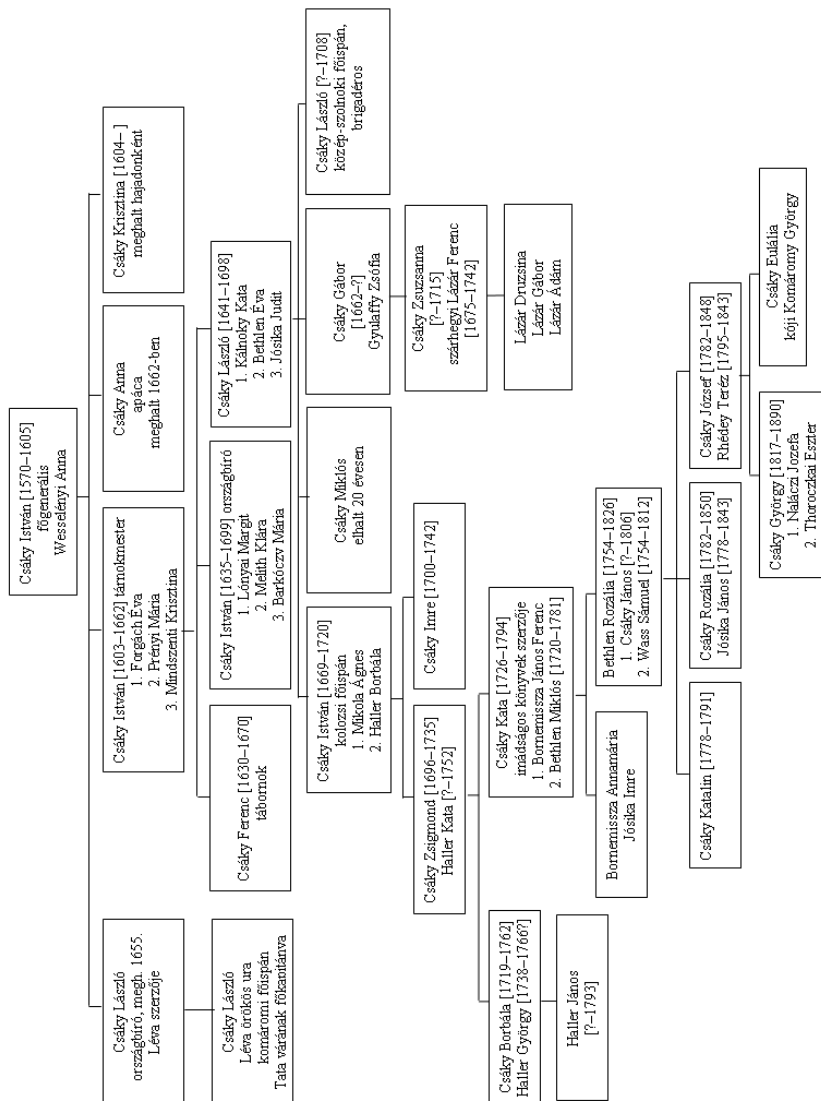 Csáky István [1570–1605]
főgenerális
Wesselényi Anna
Csáky László
országbíró, megh. 1655.
Léva szerzője
Csáky István [1603–1662] tárnokmester
1. Forgách Éva
2. Prényi Mária
3. Mindszenti Krisztina
Csáky Anna
apáca
meghalt 1662-ben
Csáky Krisztina [1604– ]
meghalt hajadonként
Csáky László
Léva örökös ura
komáromi főispán
Tata várának főkapitánya
Csáky Ferenc [1630–1670]
tábornok
Csáky István [1635–1699] országbíró
1. Lónyai Margit
2. Melith Klára
3. Barkóczy Mária
Csáky László [1641–1698]
1. Kálnoky Kata
2. Bethlen Éva
3. Jósika Judit
Csáky István [1669–1720]
kolozsi főispán
1. Mikola Ágnes
2. Haller Borbála
Csáky Miklós
elhalt 20 évesen
Csáky Gábor
[1662–?]
Gyulaffy Zsófia
Csáky László [?–1708]
közép-szolnoki főispán,
brigadéros
Csáky Zsigmond [1696–1735]
Haller Kata [?–1752]
Csáky Imre [1700–1742]
Csáky Zsuzsanna
[?–1715]
szárhegyi Lázár Ferenc
[1675–1742]
Csáky Borbála [1719–1762]
Haller György [1738–1766?]
Csáky Kata [1726–1794]
imádságos könyvek szerzője
1. Bornemissza János Ferenc
2. Bethlen Miklós [1720–1781]
Lázár Druzsina
Lázár Gábor
Lázár Ádám
Haller János
[?–1793]
Bornemissza Annamária
Jósika Imre
Bethlen Rozália [1754–1826]
1. Csáky János [?–1806]
2. Wass Sámuel [1754–1812]
Csáky Katalin [1778–1791]
Csáky Rozália [1782–1850]
Jósika János [1778–1843]
Csáky József [1782–1848]
Rhédey Teréz [1795–1843]
Csáky György [1817–1890]
1. Naláczi Jozefa
2. Thoroczkai Eszter
Csáky Eulália
kóji Komáromy György